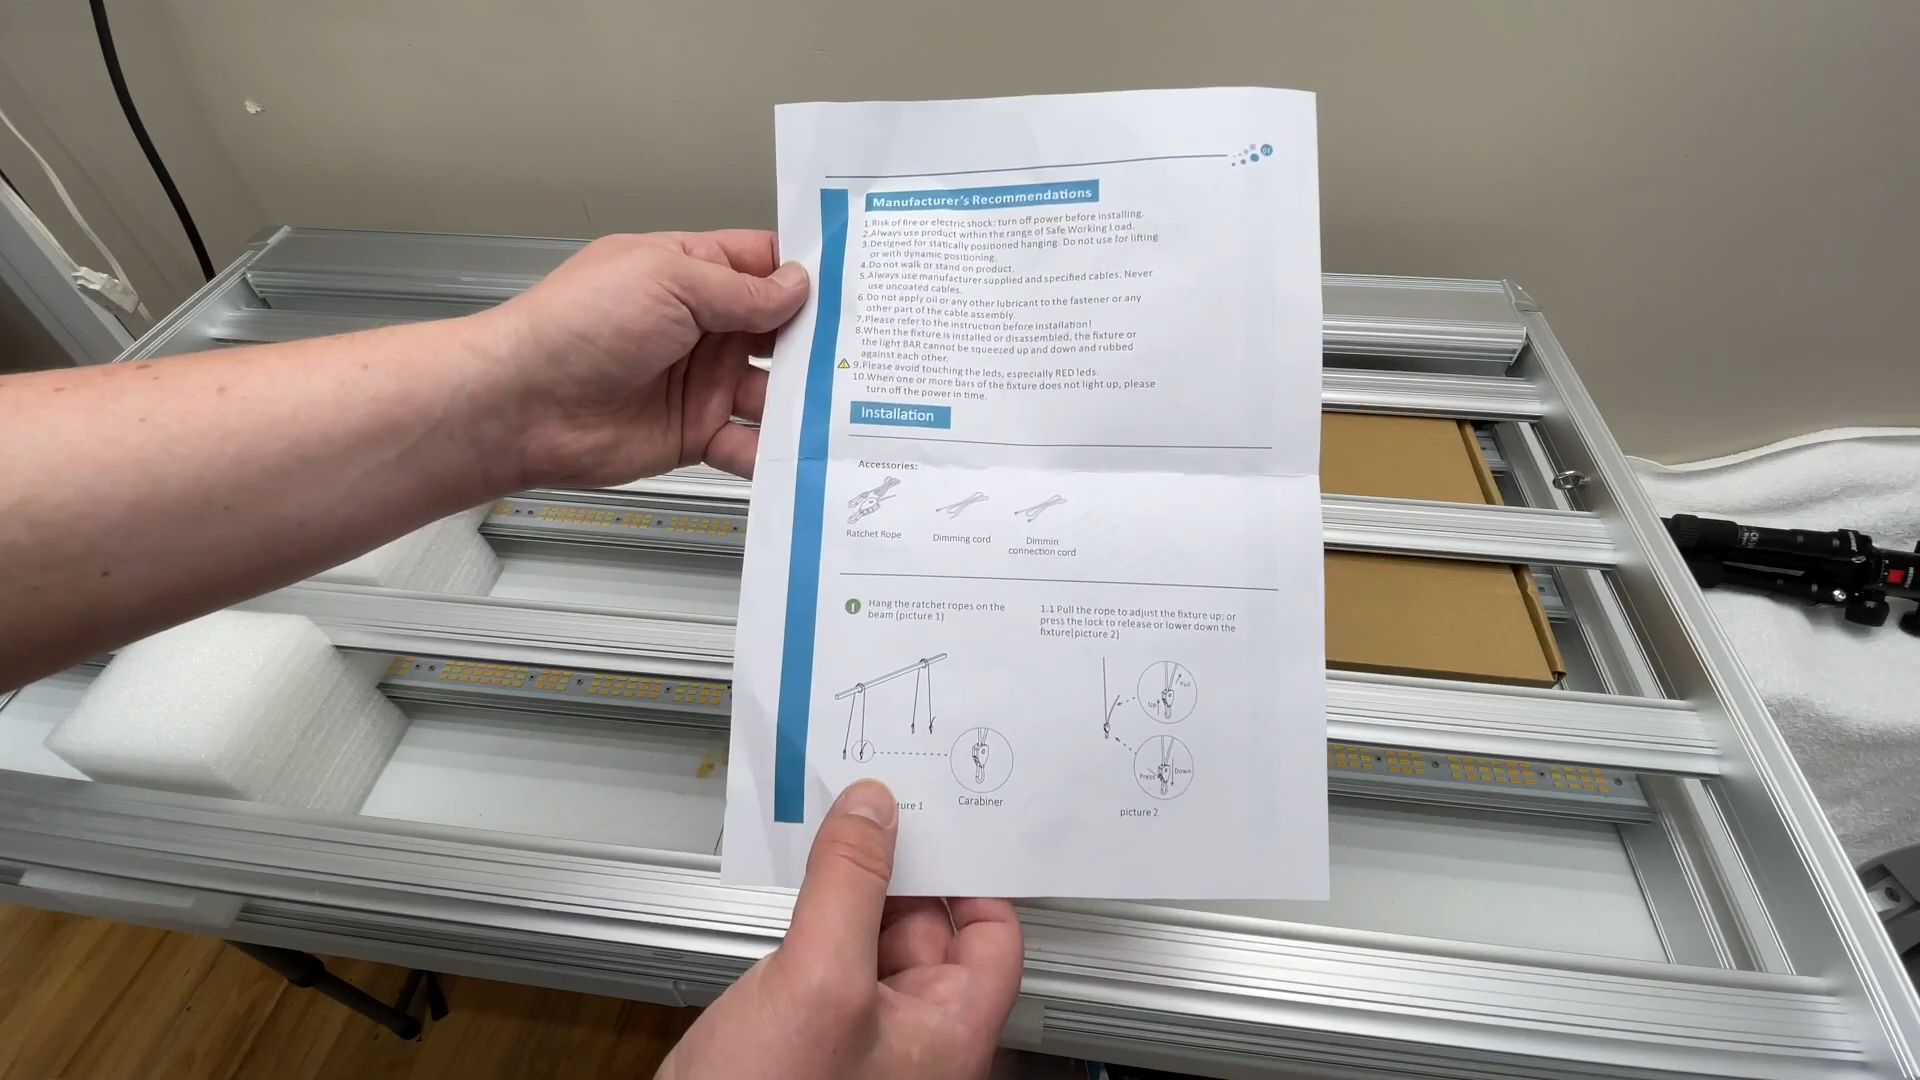 01
Manufacturer's Recommendations
1.Risk of fire or electric shock: turn off power before installing.
2.Always use product within the range of Safe Working Load.
3.Designed for statically positioned hanging. Do not use for lifting
or with dynamic positioning.
4.Do not walk or stand on product.
5.Always use manufacturer supplied and specified cables. Never
use uncoated cables.
6.Do not apply oil or any other lubricant to the fastener or any
other part of the cable assembly.
7.Please refer to the instruction before installation!
8.When the fixture is installed or disassembled, the fixture or
the light BAR cannot be squeezed up and down and rubbed
against each other.
9.Please avoid touching the leds, especially RED leds.
10.When one or more bars of the fixture does not light up, please
turn off the power in time.
Installation
Accessories:
Ratchet Rope
Dimming cord
Dimmin
connection cord
Hang the ratchet ropes on the
beam (picture 1)
1.1 Pull the rope to adjust the fixture up; or
press the lock to release or lower down the
fixture(picture 2)
Pull
Up
Press
Down
ture 1
Carabiner
picture 2